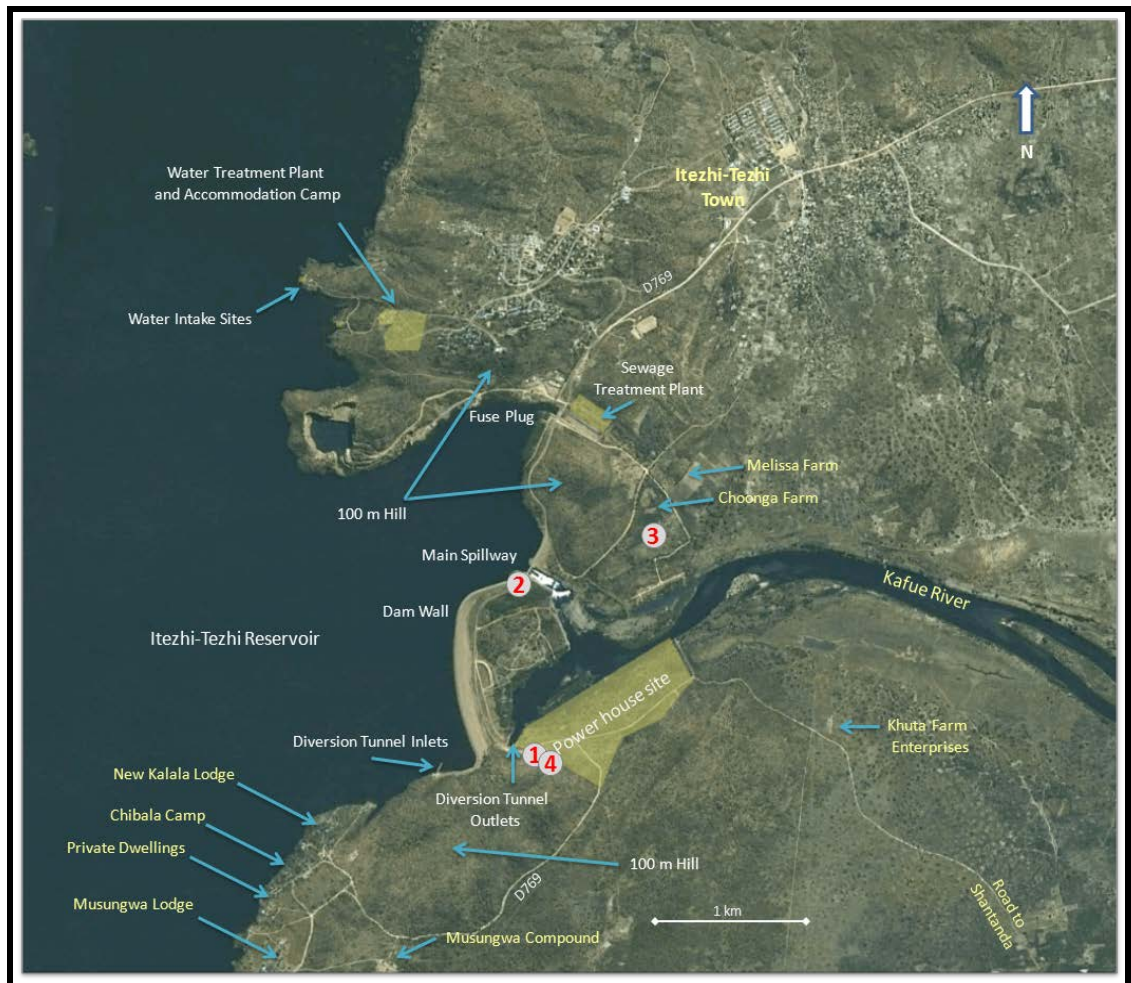 N
Water Treatment Plant
and Accommodation Camp
Itezhi-Tezhi
Town
D769
Water Intake Sites
Sewage
Treatment Plant
Fuse Plug
Melissa Farm
Choonga Farm
100 m Hill
3
Main Spillway
2
Kafue River
Dam Wall
Itezhi-Tezhi Reservoir
Power house site
Khuta Farm
Enterprises
Diversion Tunnel Inlets
1
4
New Kalala Lodge
Diversion Tunnel
Outlets
Chibala Camp
Private Dwellings
100 m Hill
D769
Road to
Shantanda
Musungwa Lodge
1 km
Musungwa Compound